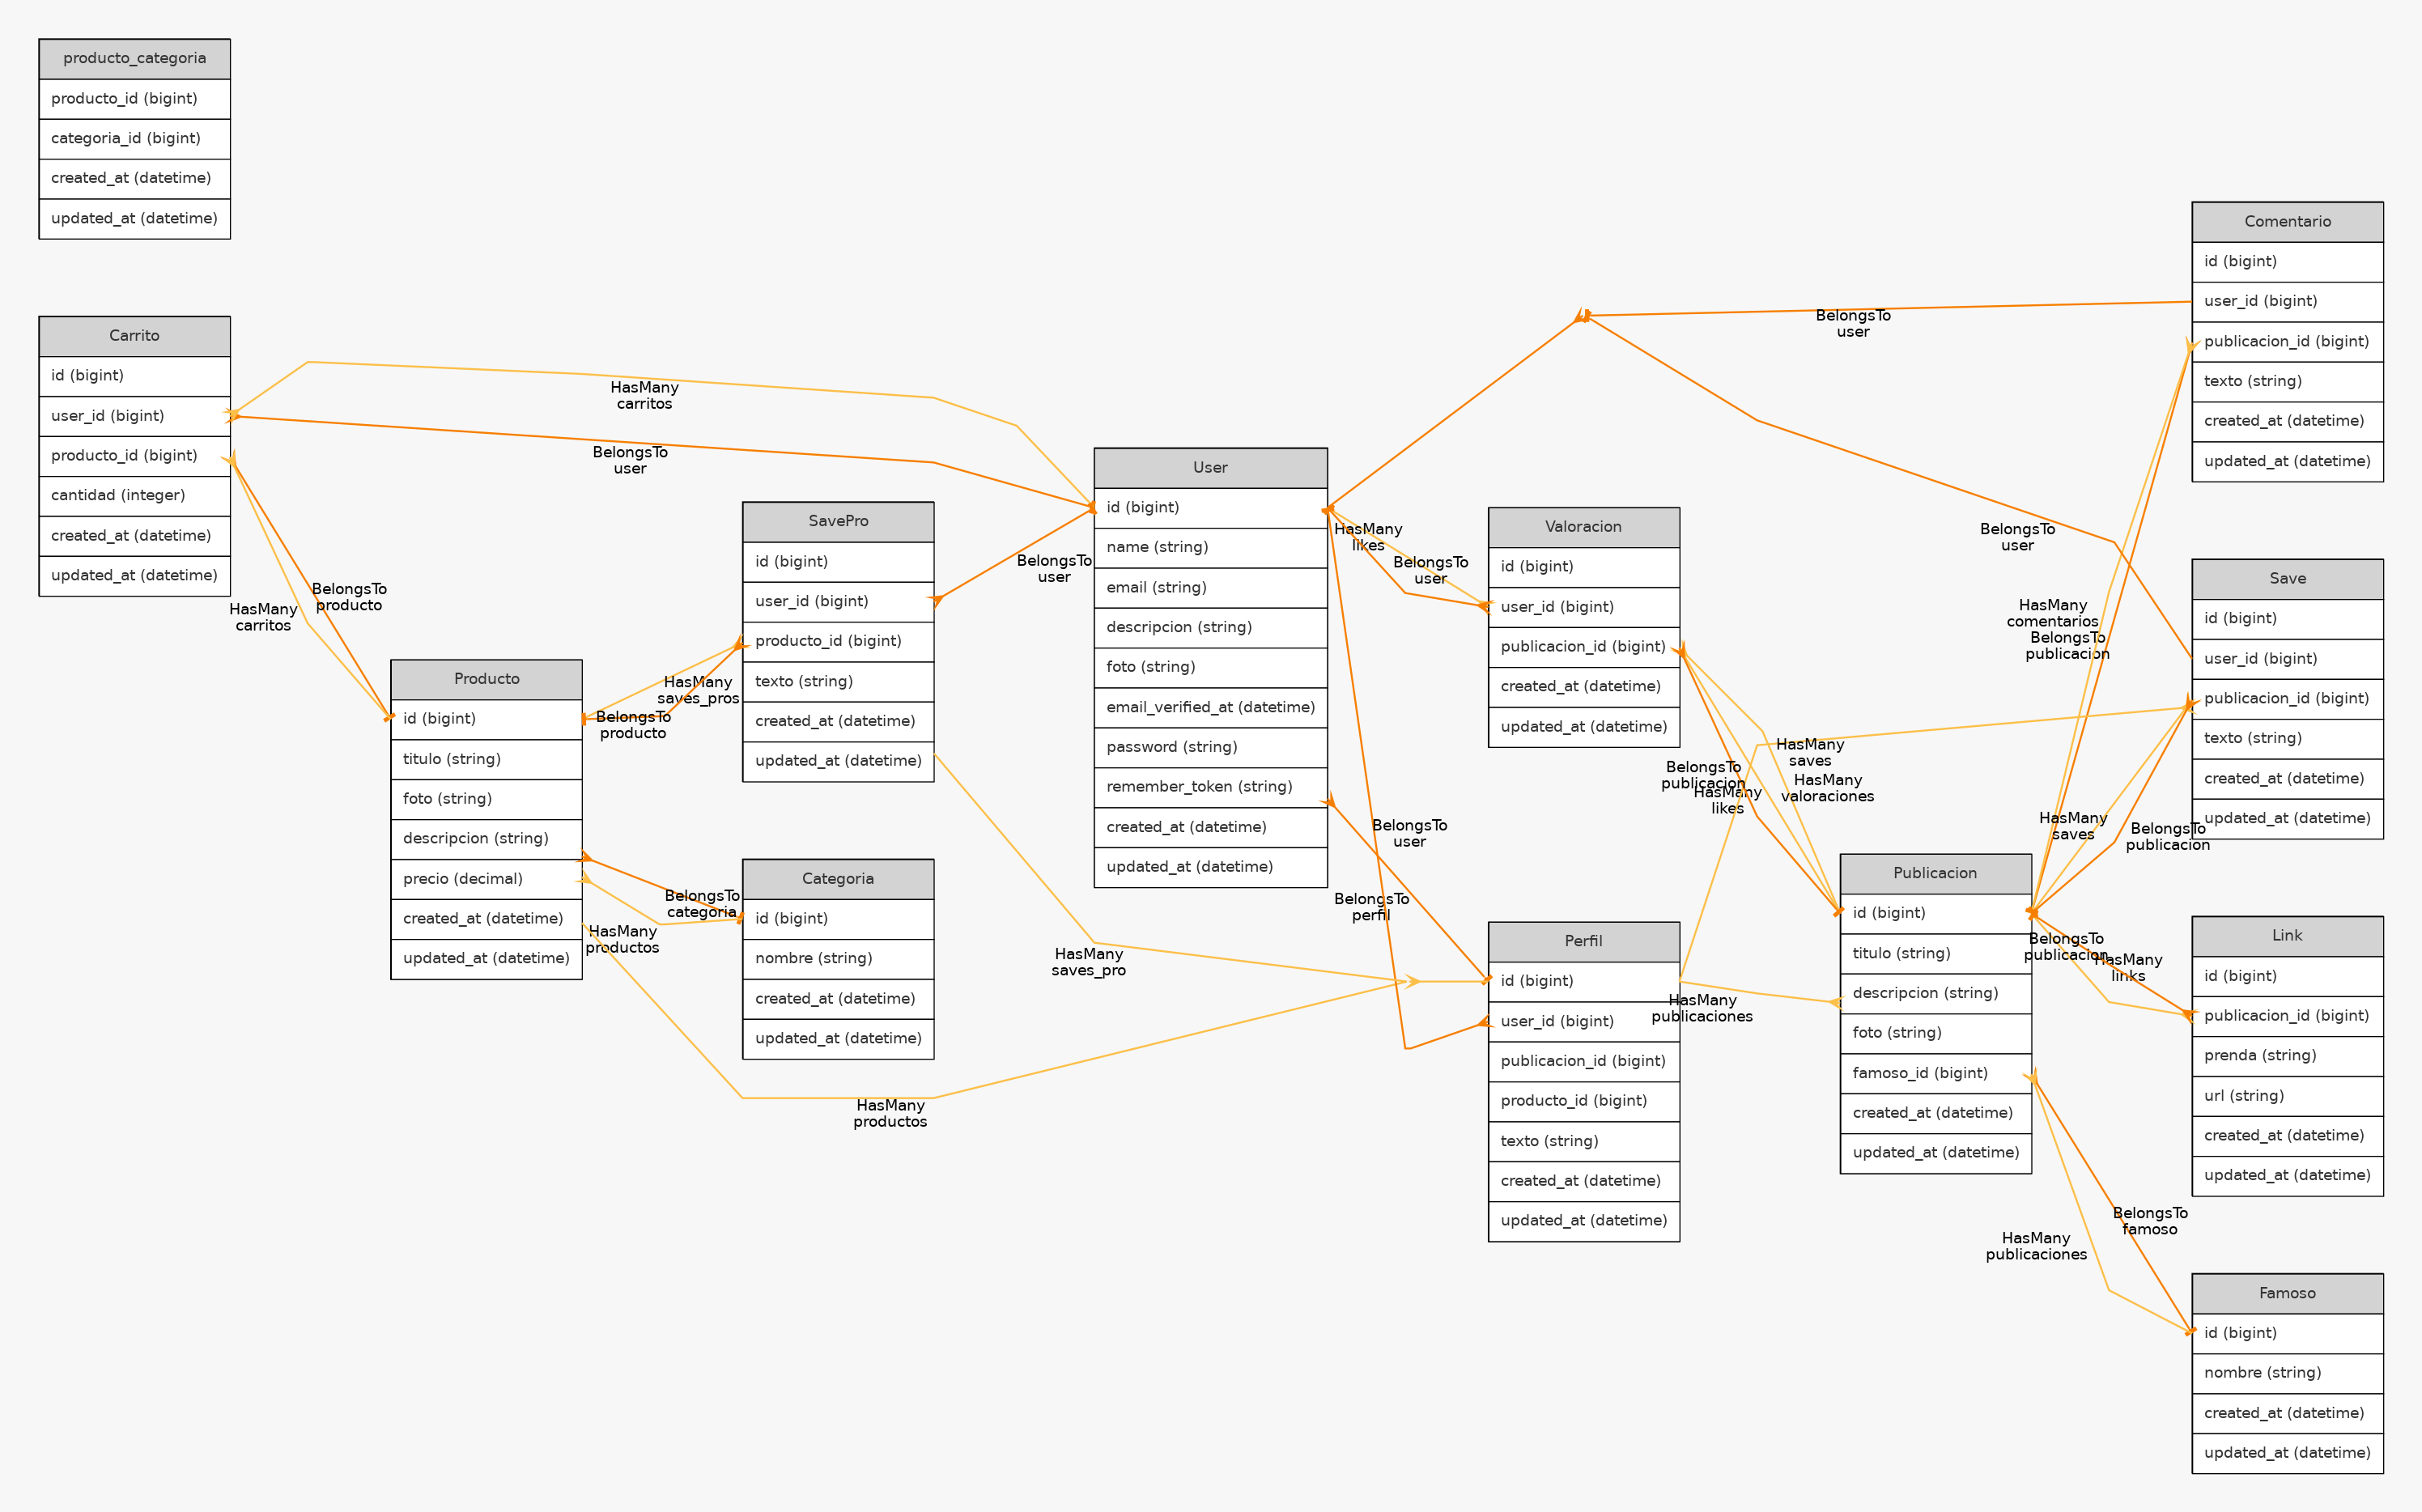 producto_categoria
producto_id (bigint)
categoria_id (bigint)
created_at (datetime)
updated_at (datetime)
Carrito
id (bigint)
user_id (bigint)
producto_id (bigint)
cantidad (integer)
created_at (datetime)
updated_at (datetime)
HasMany
carritos
BelongsTo
user
HasMany
carritos
BelongsTo
producto
Producto
id (bigint)
titulo (string)
foto (string)
descripcion (string)
precio (decimal)
created_at (datetime)
updated_at (datetime)
HasMany
saves_pros
BelongsTo
producto
BelongsTo
categoria
HasMany
productos
SavePro
id (bigint)
user_id (bigint)
producto_id (bigint)
texto (string)
created_at (datetime)
updated_at (datetime)
Categoria
id (bigint)
nombre (string)
created_at (datetime)
updated_at (datetime)
BelongsTo
user
HasMany
saves_pro
HasMany
productos
User
id (bigint)
name (string)
email (string)
descripcion (string)
foto (string)
email_verified_at (datetime)
password (string)
remember_token (string)
created_at (datetime)
updated_at (datetime)
HasMany
likes
BelongsTo
user
BelongsTo
user
BelongsTo
perfil
Valoracion
id (bigint)
user_id (bigint)
publicacion_id (bigint)
created_at (datetime)
updated_at (datetime)
Perfil
id (bigint)
user_id (bigint)
publicacion_id (bigint)
producto_id (bigint)
texto (string)
created_at (datetime)
updated_at (datetime)
BelongsTo
user
BelongsTo
user
HasMany
saves
HasMany
valoraciones
BelongsTo
publicacion
HasMany
likes
HasMany
publicaciones
Publicacion
id (bigint)
titulo (string)
descripcion (string)
foto (string)
famoso_id (bigint)
created_at (datetime)
updated_at (datetime)
HasMany
comentarios
BelongsTo
publicacion
HasMany
saves
BelongsTo
publicacion
BelongsTo
publicacion
HasMany
links
BelongsTo
famoso
HasMany
publicaciones
Comentario
id (bigint)
user_id (bigint)
publicacion_id (bigint)
texto (string)
created_at (datetime)
updated_at (datetime)
Save
id (bigint)
user_id (bigint)
publicacion_id (bigint)
texto (string)
created_at (datetime)
updated_at (datetime)
Link
id (bigint)
publicacion_id (bigint)
prenda (string)
url (string)
created_at (datetime)
updated_at (datetime)
Famoso
id (bigint)
nombre (string)
created_at (datetime)
updated_at (datetime)